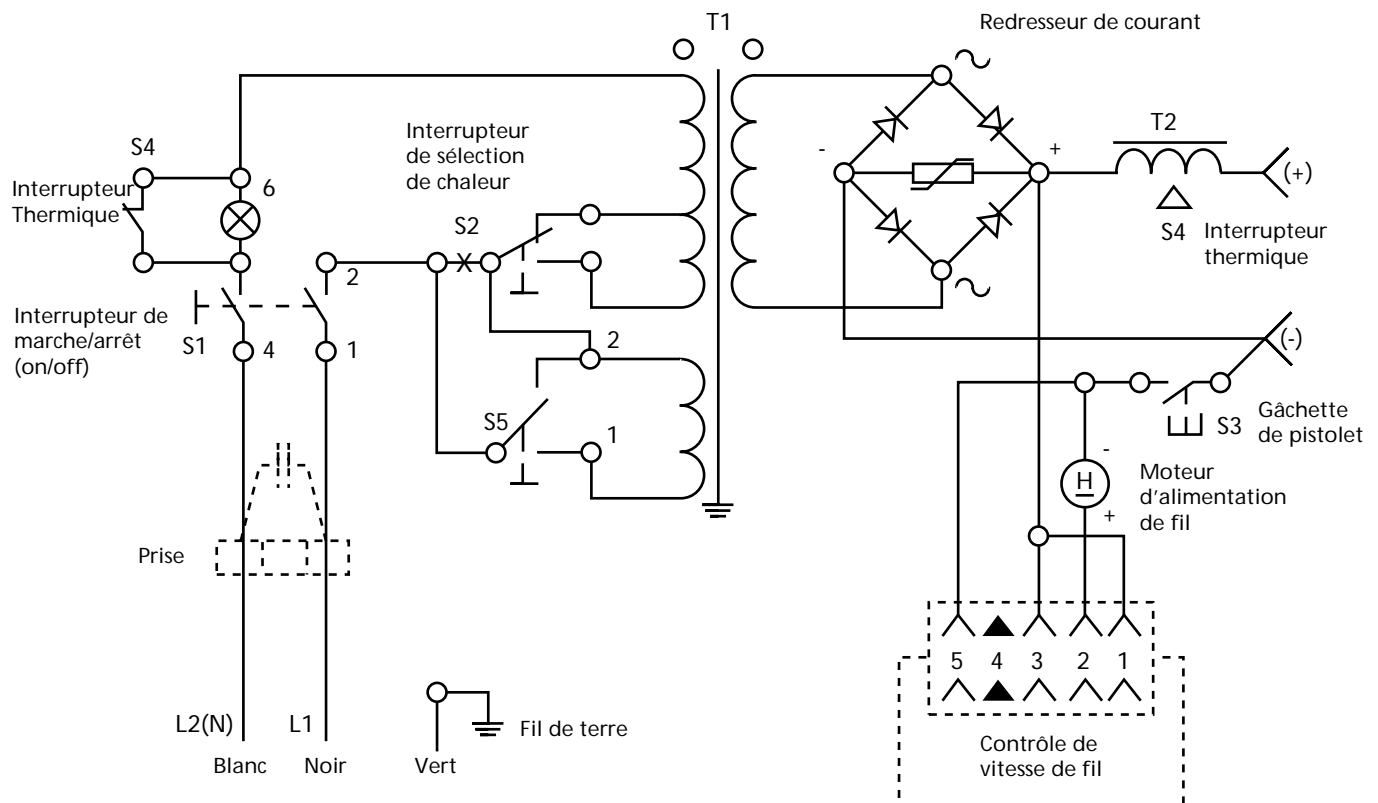 T1
Redresseur de courant
S4
Interrupteur
Thermique
6
Interrupteur
de sélection
de chaleur
S2
2
-
+
T2
(+)
S4
Interrupteur
thermique
Interrupteur de
marche/arrêt
(on/off)
S1
4
1
2
S5
1
(-)
S3
Gâchette
de pistolet
-
H
+
Moteur
d'alimentation
de fil
Prise
5
4
3
2
1
Contrôle de
vitesse de fil
L2(N)
L1
Blanc
Noir
Vert
Fil de terre